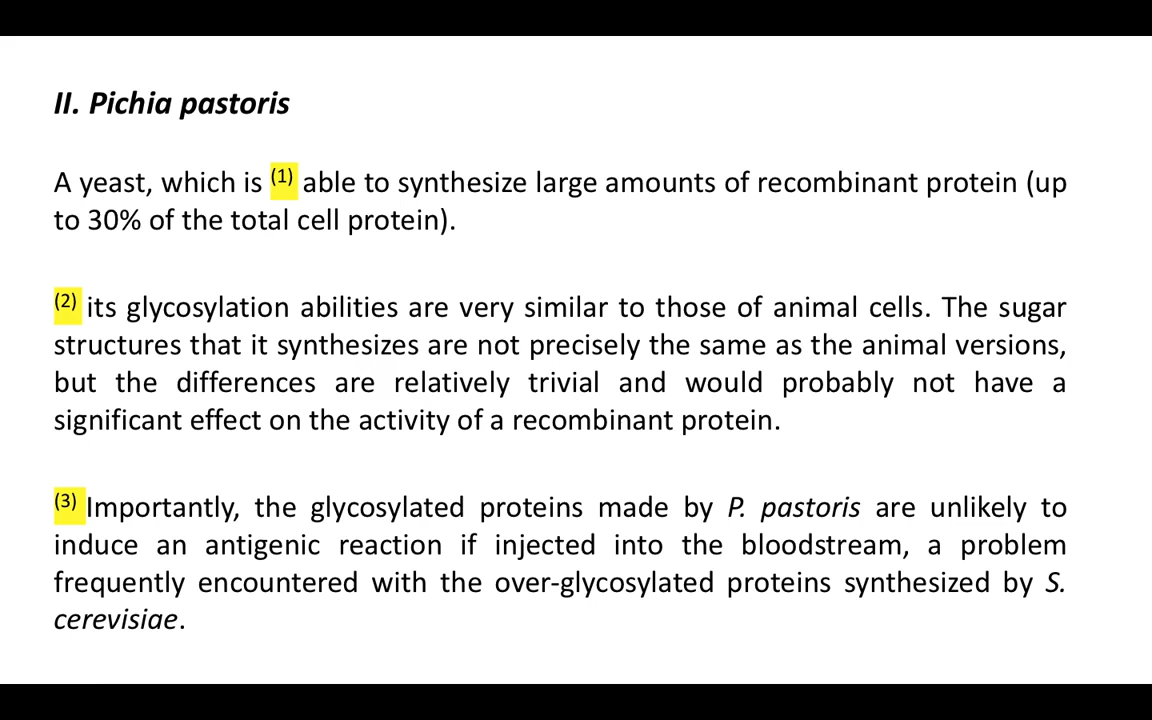 II. Pichia pastoris
A yeast, which is (1) able to synthesize large amounts of recombinant protein (up
to 30% of the total cell protein).
(2) its glycosylation abilities are very similar to those of animal cells. The sugar
structures that it synthesizes are not precisely the same as the animal versions,
but the differences are relatively trivial and would probably not have a
significant effect on the activity of a recombinant protein.
(3) Importantly, the glycosylated proteins made by P. pastoris are unlikely to
induce an antigenic reaction if injected into the bloodstream, a problem
frequently encountered with the over-glycosylated proteins synthesized by S.
cerevisiae.